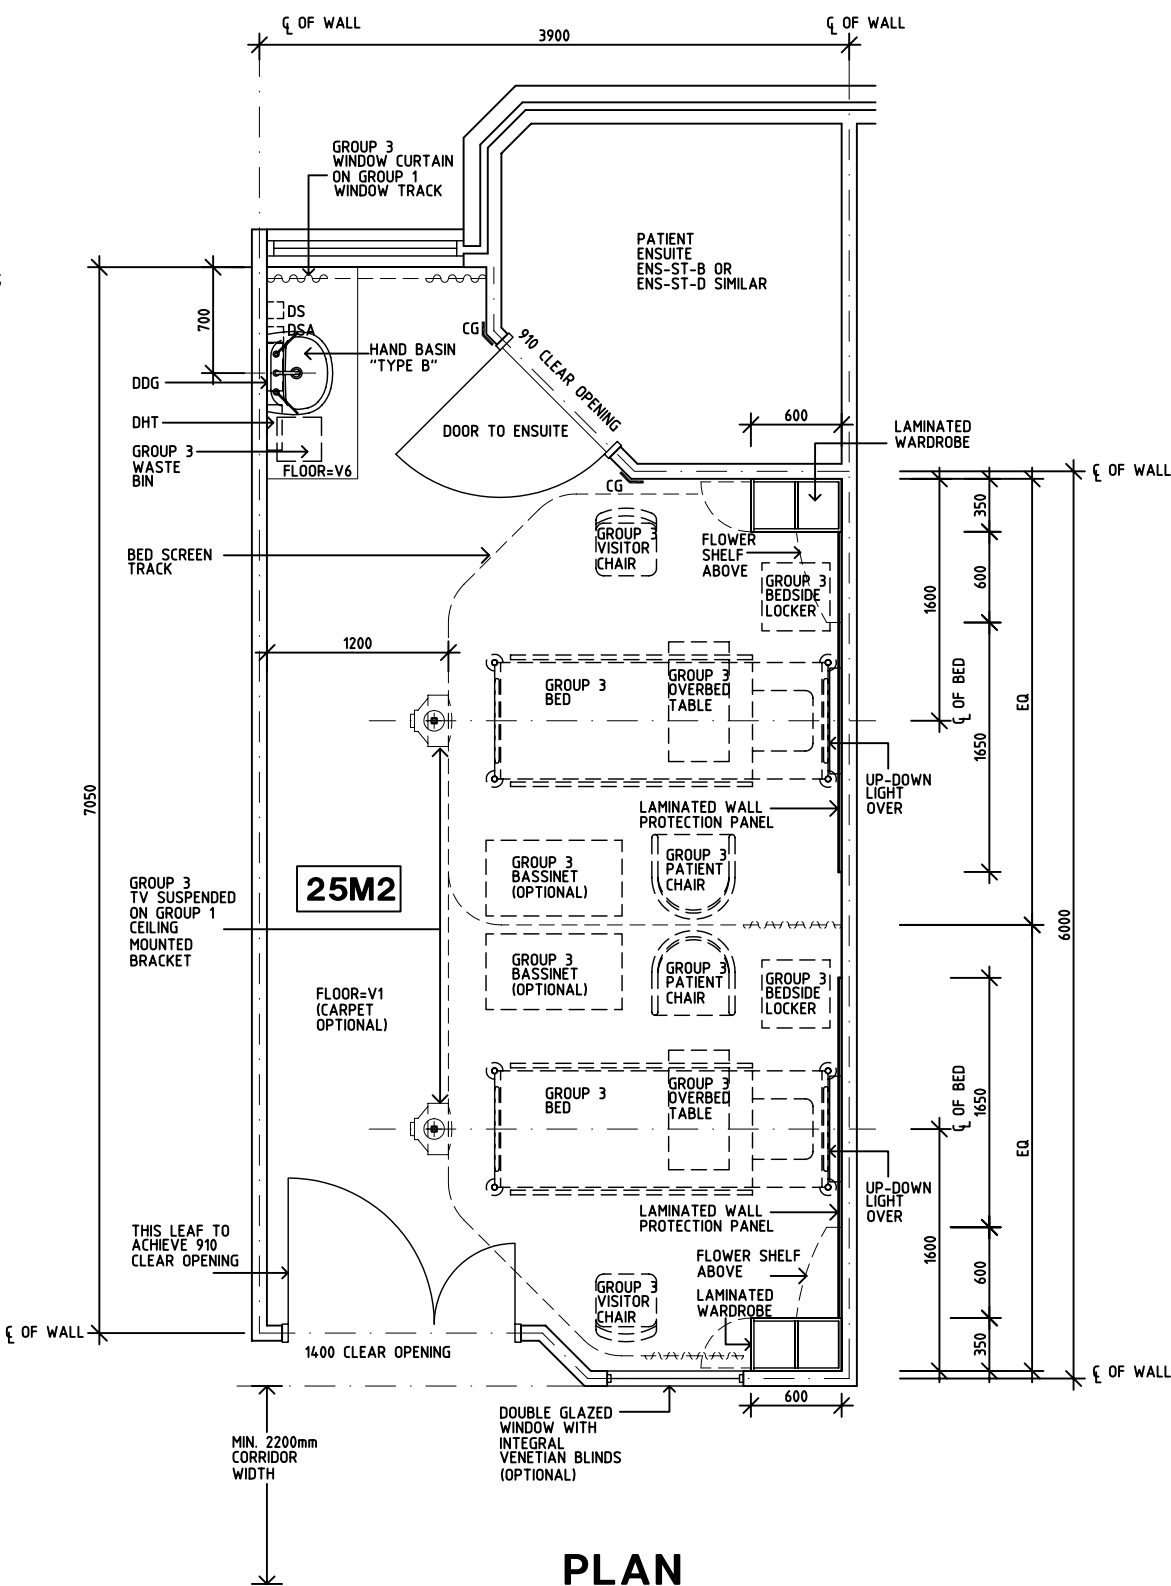 ℄ OF WALL
℄ OF WALL
3900
GROUP 3
WINDOW CURTAIN
ON GROUP 1
WINDOW TRACK
PATIENT
ENSUITE
ENS-ST-B OR
ENS-ST-D SIMILAR
700
DS
DSA
CG
910 CLEAR OPENING
HAND BASIN
"TYPE B"
DDG
DHT
GROUP 3
WASTE
BIN
FLOOR=V6
DOOR TO ENSUITE
600
LAMINATED
WARDROBE
℄ OF WALL
CG
350
BED SCREEN
TRACK
GROUP 3
VISITOR
CHAIR
FLOWER
SHELF
ABOVE
GROUP 3
BEDSIDE
LOCKER
600
1600
1200
GROUP 3
BED
GROUP 3
OVERBED
TABLE
℄ OF BED
EQ
1650
UP-DOWN
LIGHT
OVER
7050
LAMINATED WALL
PROTECTION PANEL
25M2
GROUP 3
BASSINET
(OPTIONAL)
GROUP 3
PATIENT
CHAIR
GROUP 3
TV SUSPENDED
ON GROUP 1
CEILING
MOUNTED
BRACKET
6000
GROUP 3
BASSINET
(OPTIONAL)
GROUP 3
PATIENT
CHAIR
GROUP 3
BEDSIDE
LOCKER
FLOOR=V1
(CARPET
OPTIONAL)
GROUP 3
BED
GROUP 3
OVERBED
TABLE
℄ OF BED
1650
EQ
UP-DOWN
LIGHT
OVER
LAMINATED WALL
PROTECTION PANEL
THIS LEAF TO
ACHIEVE 910
CLEAR OPENING
FLOWER SHELF
ABOVE
1600
600
GROUP 3
VISITOR
CHAIR
LAMINATED
WARDROBE
℄ OF WALL
1400 CLEAR OPENING
350
℄ OF WALL
600
DOUBLE GLAZED
WINDOW WITH
INTEGRAL
VENETIAN BLINDS
(OPTIONAL)
MIN. 2200mm
CORRIDOR
WIDTH
PLAN